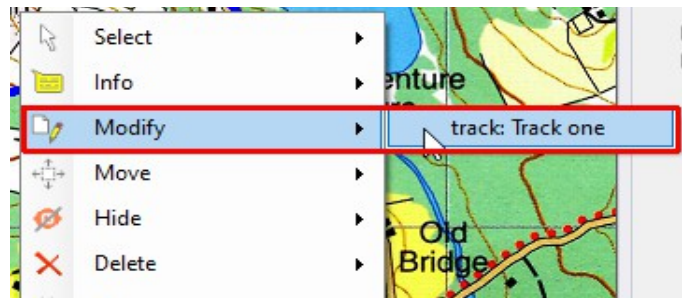 Select
Info
enture
Modify
track: Track one
Move
Hide
Old
Delete
Bridge